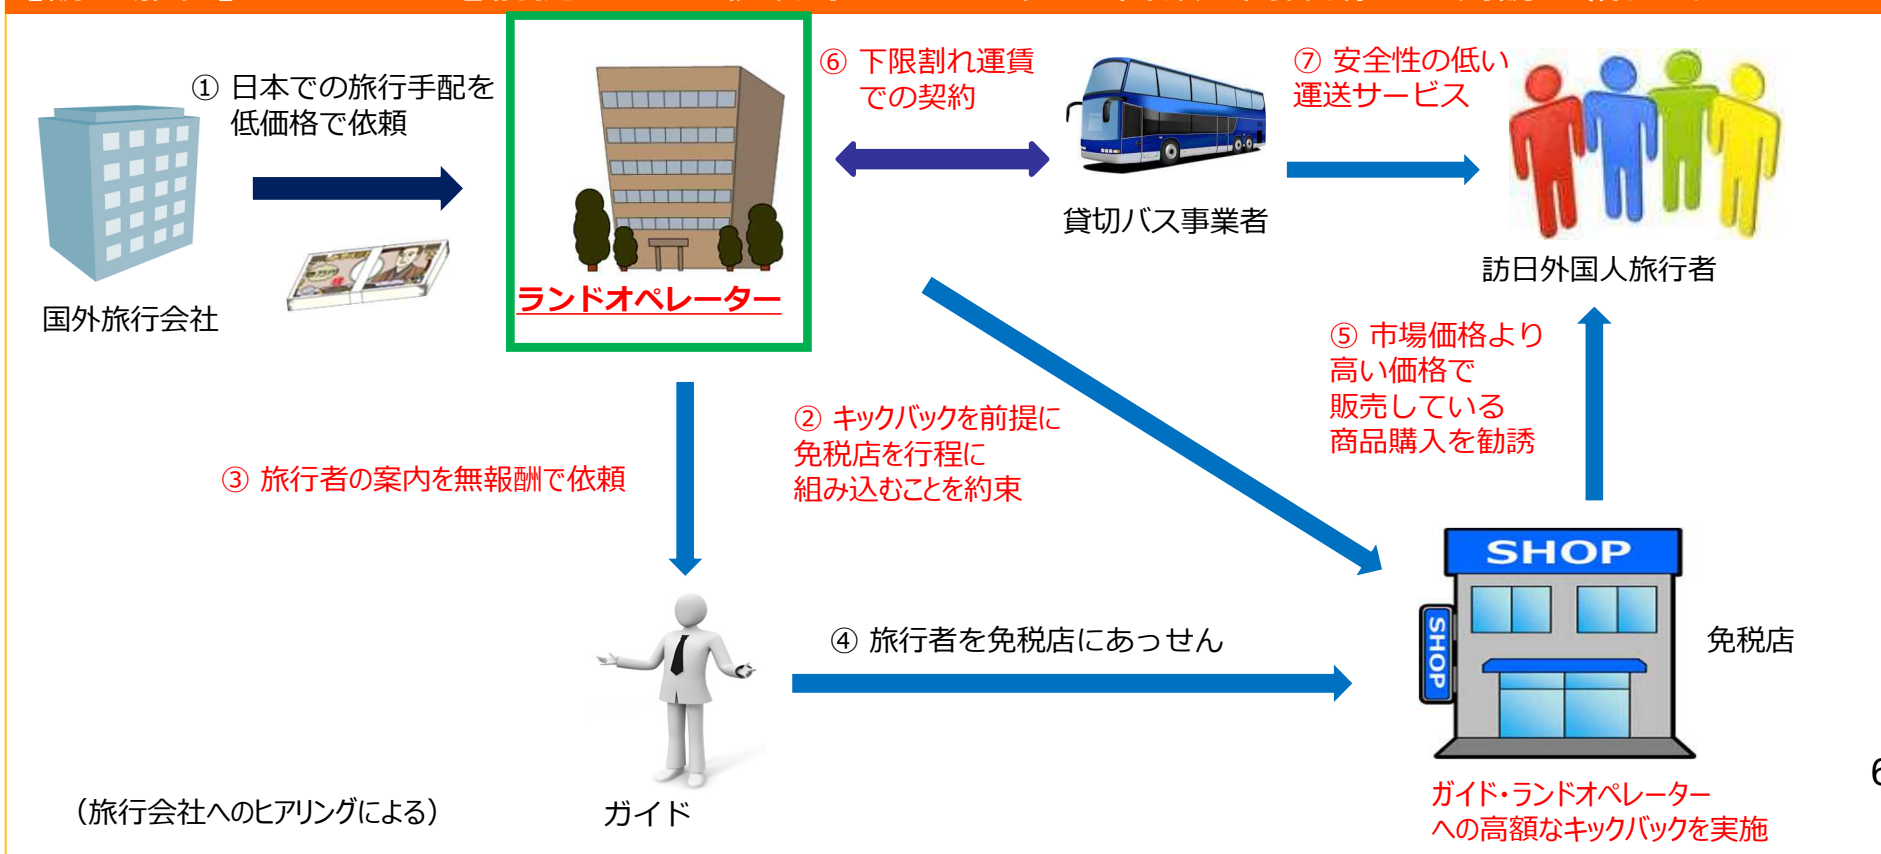 ① 日本での旅行手配を
低価格で依頼
国外旅行会社
ランドオペレーター
⑥ 下限割れ運賃
での契約
貸切バス事業者
⑦ 安全性の低い
運送サービス
訪日外国人旅行者
② キックバックを前提に
免税店を行程に
組み込むことを約束
③ 旅行者の案内を無報酬で依頼
⑤ 市場価格より
高い価格で
販売している
商品購入を勧誘
④ 旅行者を免税店にあっせん
SHOP
SHOP
免税店
ガイド・ランドオペレーター
への高額なキックバックを実施
ガイド
(旅行会社へのヒアリングによる)